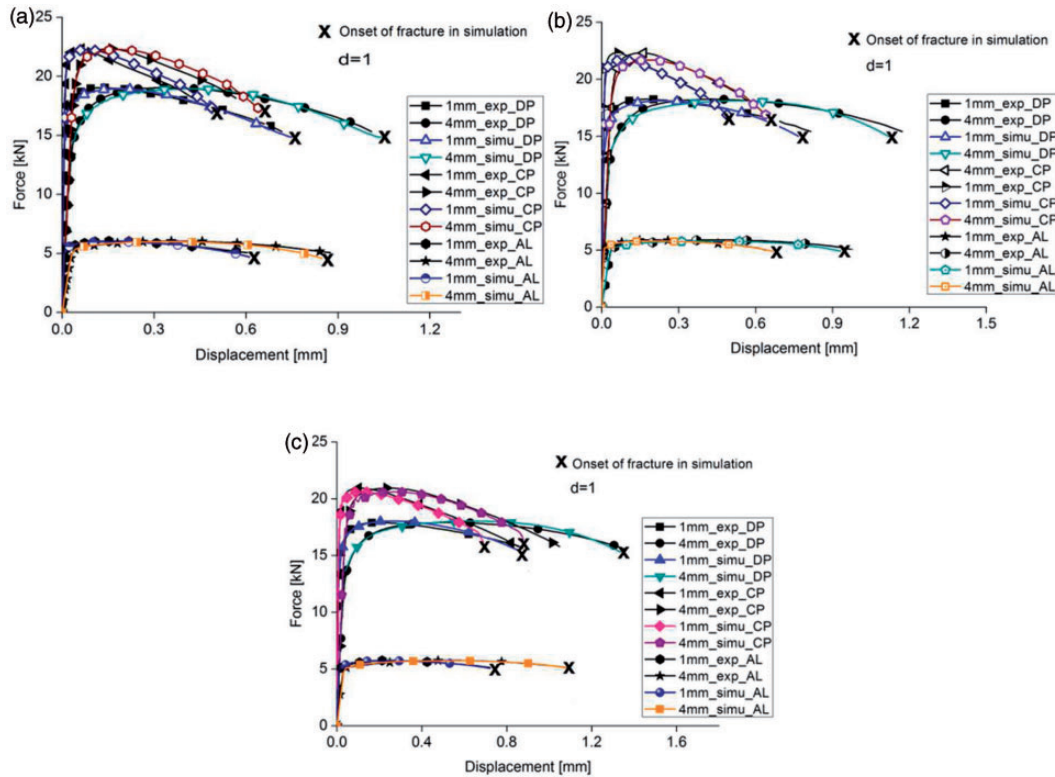 (a)
25
20
15
10
5
0
Force [kN]
X Onset of fracture in simulation
d=1
1mm_exp_DP
4mm_exp_DP
1mm_simu_DP
4mm_simu_DP
1mm_exp_CP
4mm_exp_CP
1mm_simu_CP
4mm_simu_CP
1mm_exp_AL
4mm_exp_AL
1mm_simu_AL
4mm_simu_AL
0.0 0.3 0.6 0.9 1.2
Displacement [mm]
(b)
25
20
15
10
5
0
Force [kN]
X Onset of fracture in simulation
d=1
1mm_exp_DP
4mm_exp_DP
1mm_simu_DP
4mm_simu_DP
4mm_exp_CP
1mm_exp_CP
1mm_simu_CP
4mm_simu_CP
1mm_exp_AL
4mm_exp_AL
1mm_simu_AL
4mm_simu_AL
0.0 0.3 0.6 0.9 1.2 1.5
Displacement [mm]
(c)
25
20
15
10
5
0
Force [kN]
X Onset of fracture in simulation
d=1
1mm_exp_DP
4mm_exp_DP
1mm_simu_DP
4mm_simu_DP
1mm_exp_CP
4mm_exp_CP
1mm_simu_CP
4mm_simu_CP
1mm_exp_AL
4mm_exp_AL
1mm_simu_AL
4mm_simu_AL
0.0 0.4 0.8 1.2 1.6
Displacement [mm]